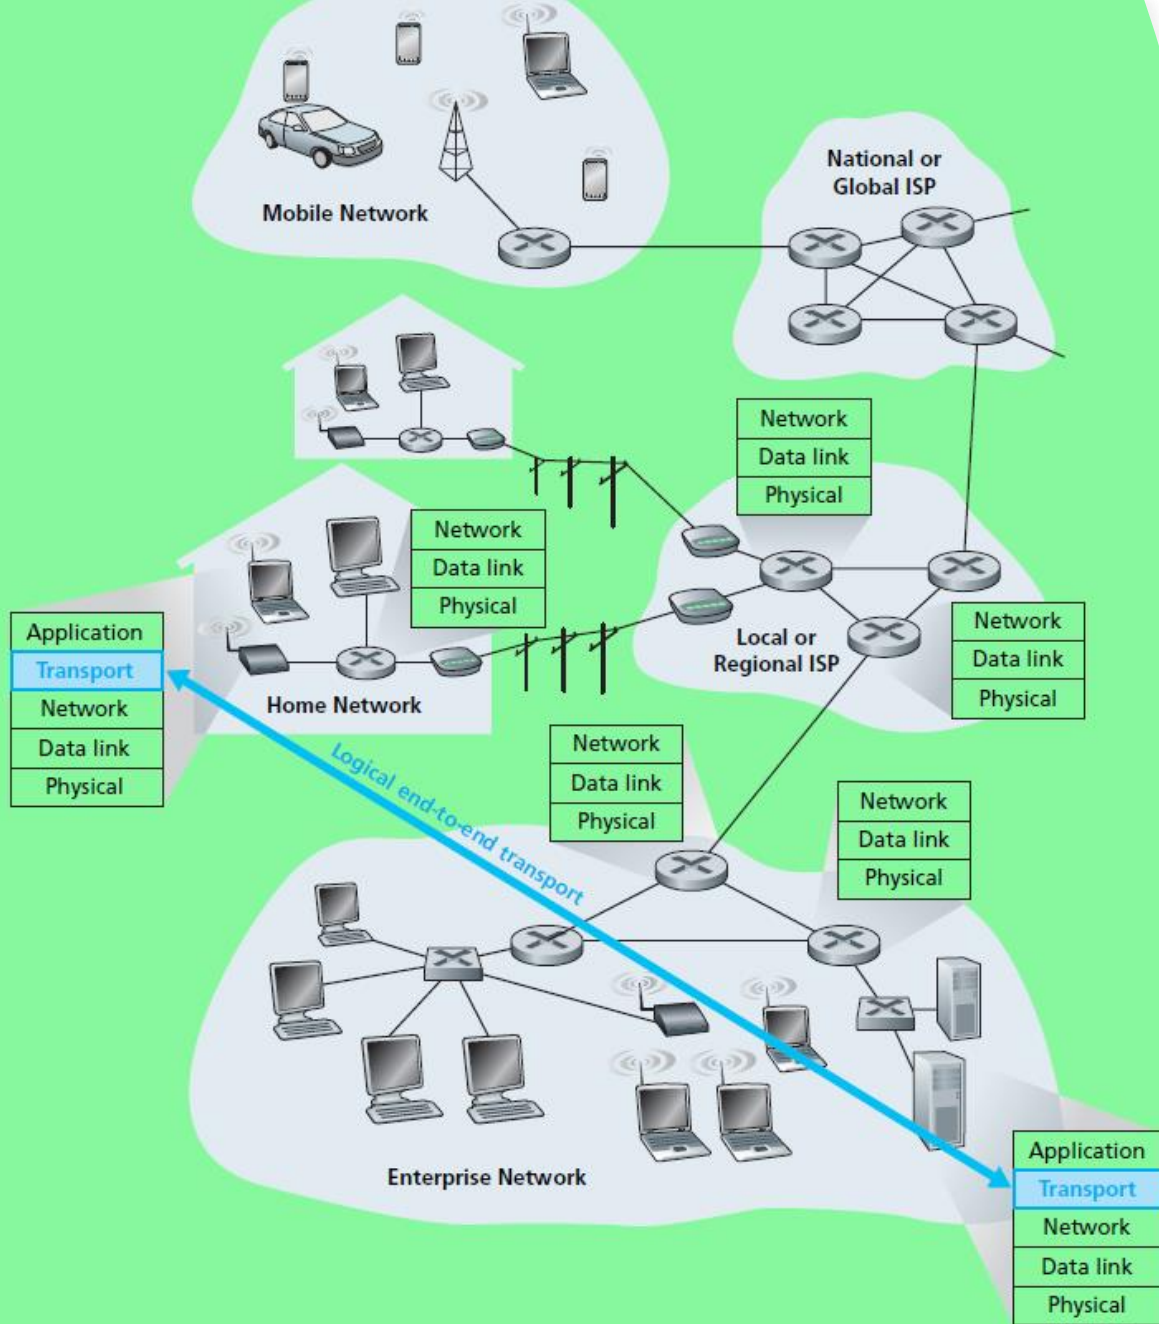 Mobile Network
National or
Global ISP
Network
Data link
Physical
Network
Data link
Physical
Application
Transport
Network
Data link
Physical
Home Network
Local or
Regional ISP
Network
Data link
Physical
Logical end-to-end transport
Network
Data link
Physical
Network
Data link
Physical
Enterprise Network
Application
Transport
Network
Data link
Physical